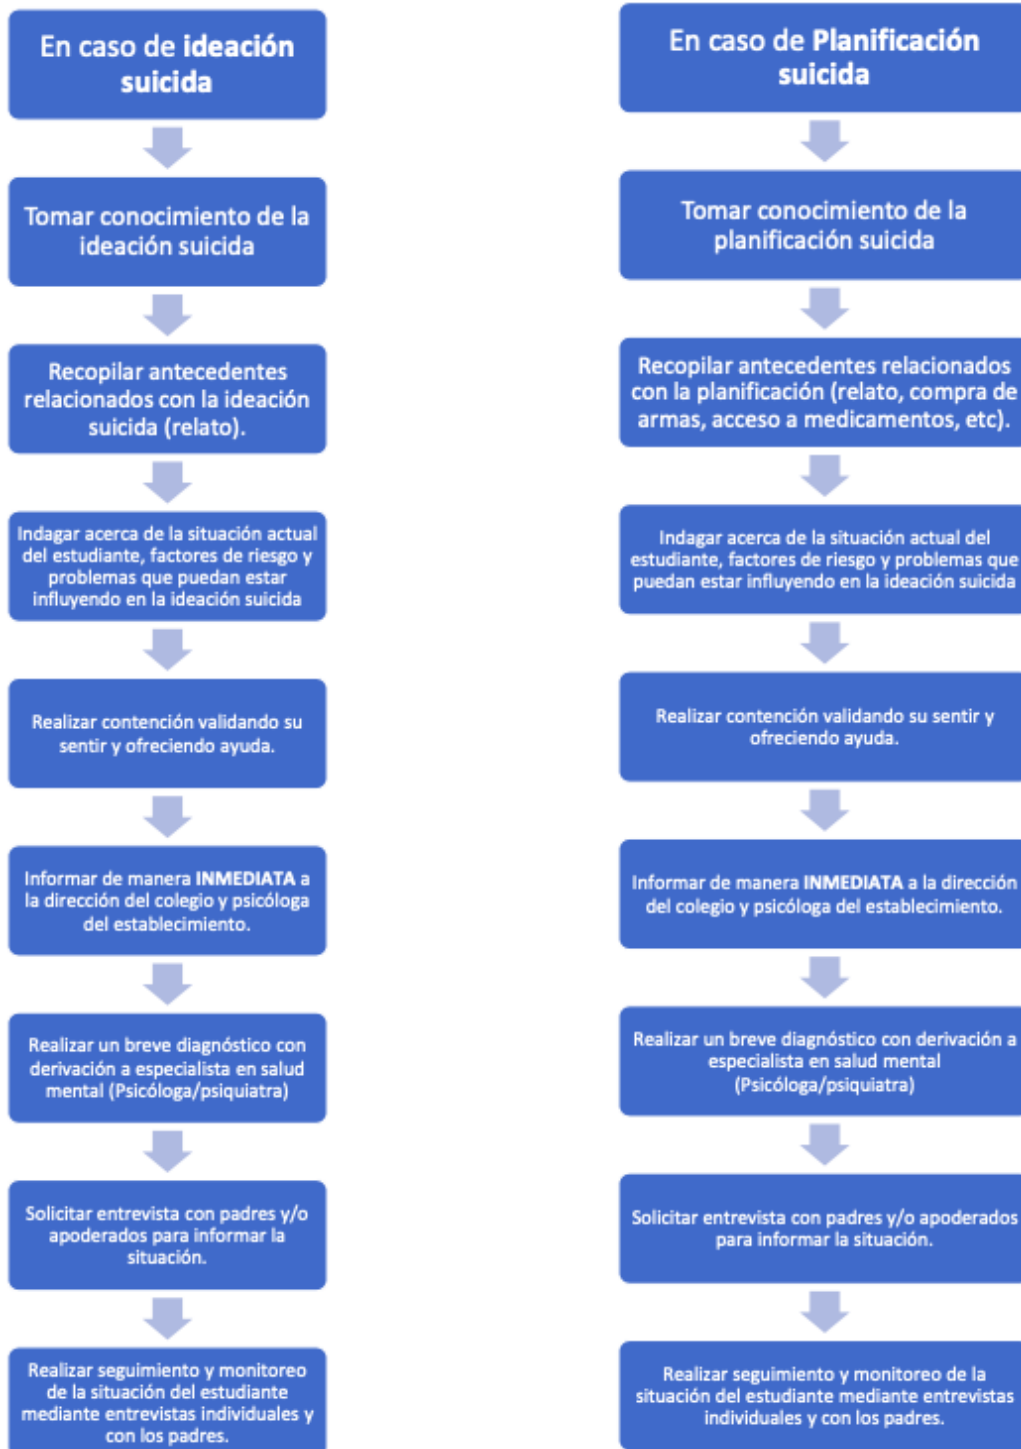 En caso de ideación
suicida
Tomar conocimiento de la
ideación suicida
Recopilar antecedentes
relacionados con la ideación
suicida (relato).
Indagar acerca de la situación actual
del estudiante, factores de riesgo y
problemas que puedan estar
influyendo en la ideación suicida
Realizar contención validando su
sentir y ofreciendo ayuda.
Informar de manera INMEDIATA a
la dirección del colegio y psicóloga
del establecimiento.
Realizar un breve diagnóstico con
derivación a especialista en salud
mental (Psicóloga/psiquiatra)
Solicitar entrevista con padres y/o
apoderados para informar la
situación.
Realizar seguimiento y monitoreo
de la situación del estudiante
mediante entrevistas individuales y
con los padres.
En caso de Planificación
suicida
Tomar conocimiento de la
planificación suicida
Recopilar antecedentes relacionados
con la planificación (relato, compra de
armas, acceso a medicamentos, etc).
Indagar acerca de la situación actual del
estudiante, factores de riesgo y problemas que
puedan estar influyendo en la ideación suicida
Realizar contención validando su sentir y
ofreciendo ayuda.
Informar de manera INMEDIATA a la dirección
del colegio y psicóloga del establecimiento.
Realizar un breve diagnóstico con derivación a
especialista en salud mental
(Psicóloga/psiquiatra)
Solicitar entrevista con padres y/o apoderados
para informar la situación.
Realizar seguimiento y monitoreo de la
situación del estudiante mediante entrevistas
individuales y con los padres.